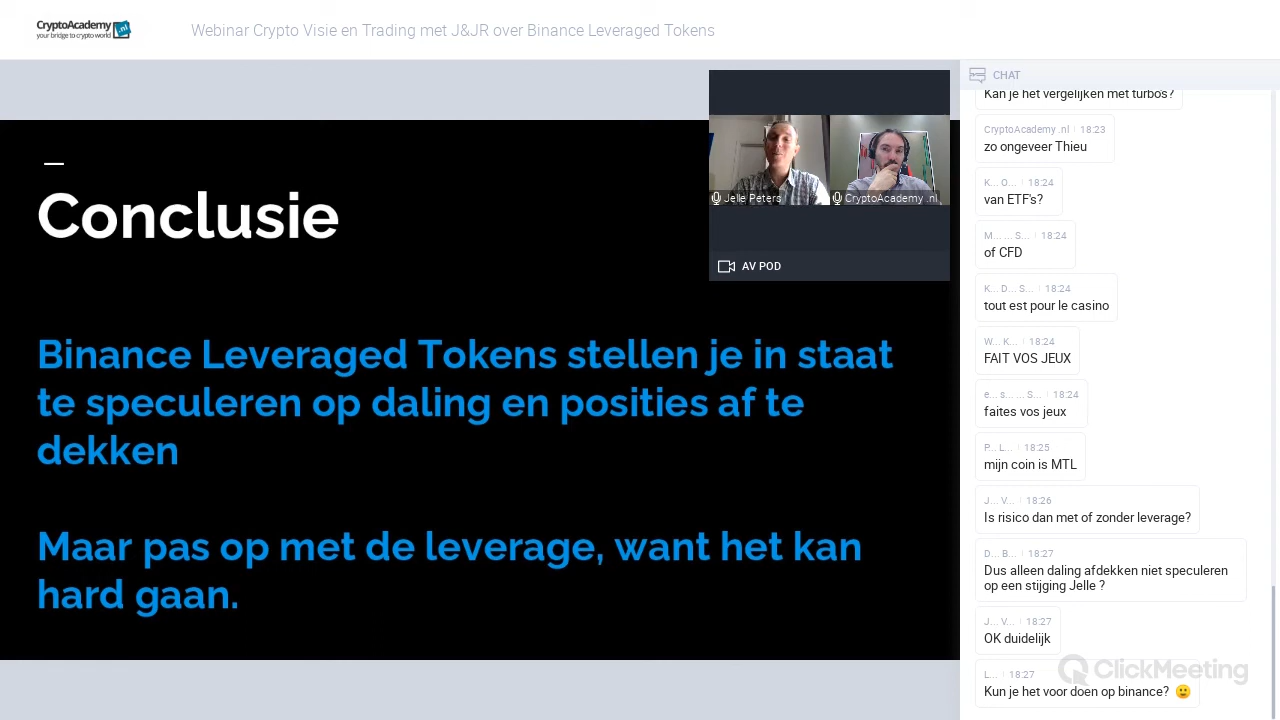 CryptoAcademy .nl
your bridge to crypto world
Webinar Crypto Visie en Trading met J&JR over Binance Leveraged Tokens
Conclusie
Binance Leveraged Tokens stellen je in staat
te speculeren op daling en posities af te
dekken
Maar pas op met de leverage, want het kan
hard gaan.
Jelle Peters
CryptoAcademy .nl
AV POD
CHAT
Kan je het vergelijken met turbo's?
CryptoAcademy .nl 18:23
zo ongeveer Thieu
K... O... 18:24
van ETF's?
M... ... S... 18:24
of CFD
K... D... S... 18:24
tout est pour le casino
W... K... 18:24
FAIT VOS JEUX
e... s... ... S... 18:24
faites vos jeux
P... L... 18:25
mijn coin is MTL
J... V... 18:26
Is risico dan met of zonder leverage?
D... B... 18:27
Dus alleen daling afdekken niet speculeren
op een stijging Jelle ?
J... V... 18:27
OK duidelijk
L... 18:27
Kun je het voor doen op binance? 🙂
ClickMeeting